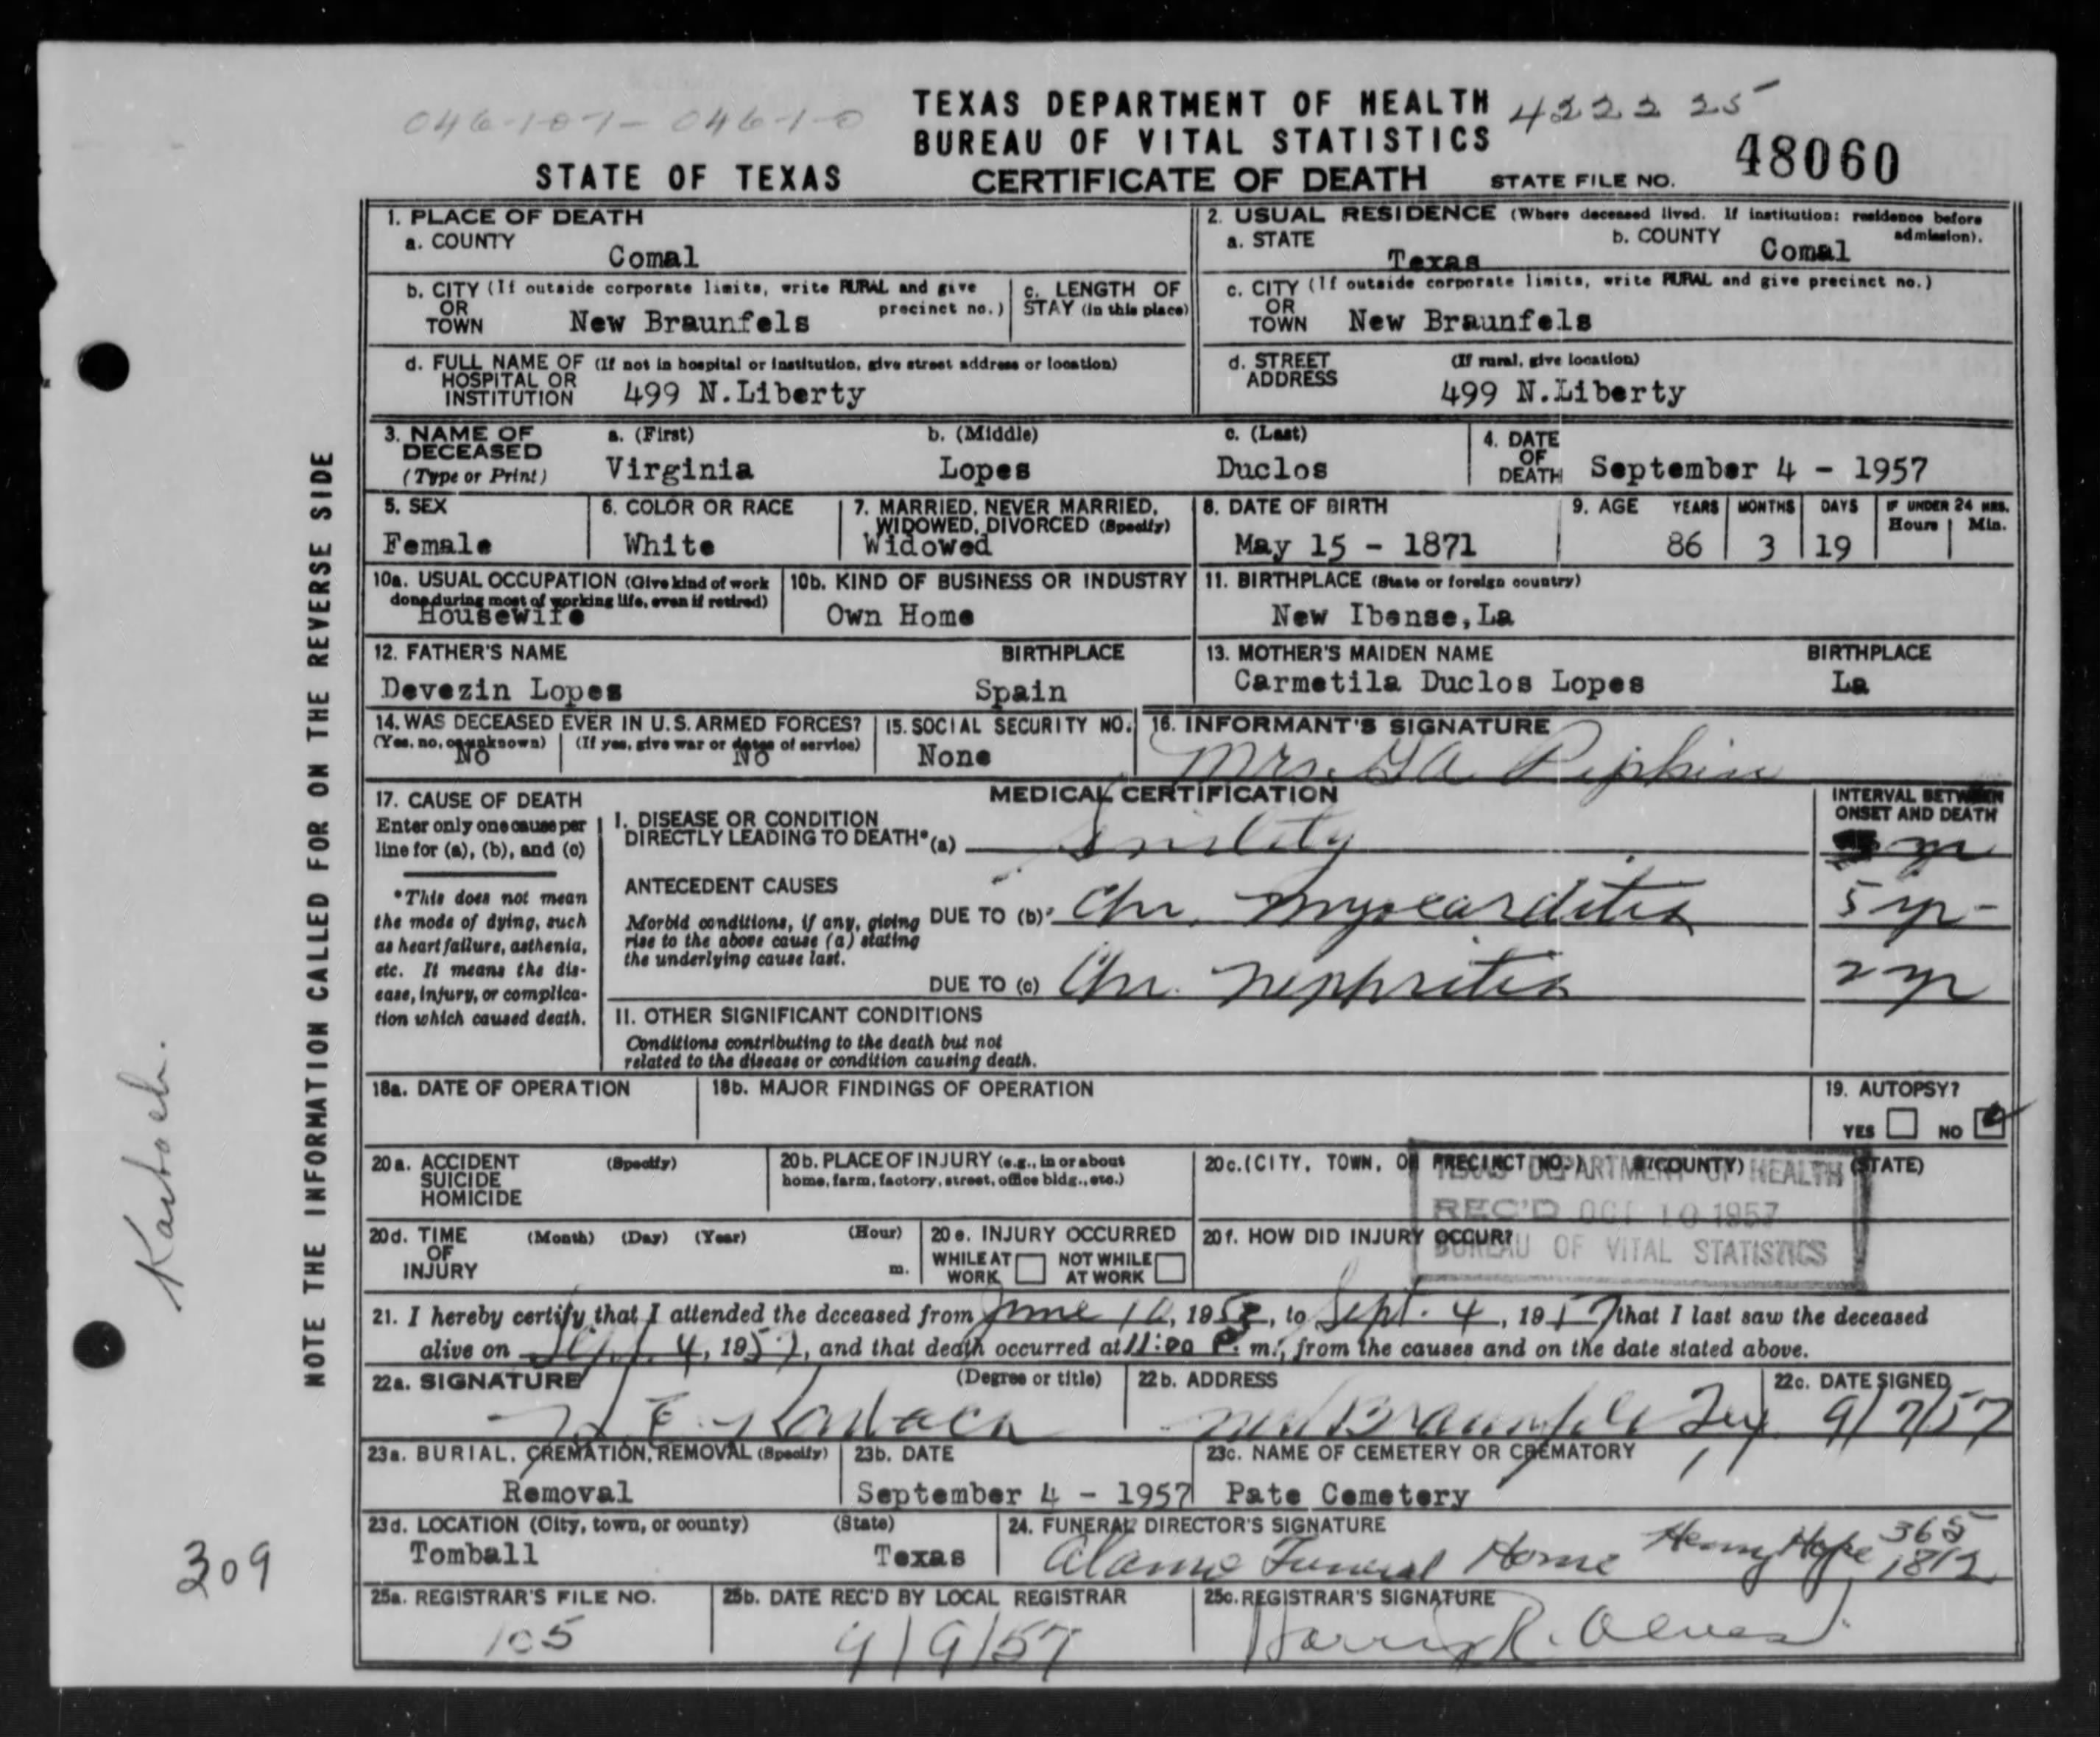 046-107-046-1-0
TEXAS DEPARTMENT OF HEALTH 422225
BUREAU OF VITAL STATISTICS
STATE OF TEXAS CERTIFICATE OF DEATH STATE FILE NO. 48060
1. PLACE OF DEATH
a. COUNTY
Comal
2. USUAL RESIDENCE (Where deceased lived. If institution: residence before admission).
a. STATE Texas b. COUNTY Comal
b. CITY (If outside corporate limits, write RURAL and give precinct no.)
OR TOWN New Braunfels
c. LENGTH OF STAY (in this place)
c. CITY (If outside corporate limits, write RURAL and give precinct no.)
OR TOWN New Braunfels
d. FULL NAME OF (If not in hospital or institution, give street address or location)
HOSPITAL OR INSTITUTION 499 N.Liberty
d. STREET ADDRESS (If rural, give location)
499 N.Liberty
3. NAME OF DECEASED (Type or Print)
a. (First) b. (Middle) c. (Last)
Virginia Lopes Duclos
4. DATE OF DEATH September 4 - 1957
5. SEX
Female
6. COLOR OR RACE
White
7. MARRIED, NEVER MARRIED, WIDOWED, DIVORCED (Specify)
Widowed
8. DATE OF BIRTH
May 15 - 1871
9. AGE YEARS MONTHS DAYS IF UNDER 24 HRS. Hours Min.
86 3 19
10a. USUAL OCCUPATION (Give kind of work done during most of working life, even if retired)
Housewife
10b. KIND OF BUSINESS OR INDUSTRY
Own Home
11. BIRTHPLACE (State or foreign country)
New Ibense,La
12. FATHER'S NAME BIRTHPLACE
Devezin Lopes Spain
13. MOTHER'S MAIDEN NAME BIRTHPLACE
Carmetila Duclos Lopes La
14. WAS DECEASED EVER IN U.S. ARMED FORCES?
(Yes, no, or unknown) (If yes, give war or dates of service)
No No
15. SOCIAL SECURITY NO.
None
16. INFORMANT'S SIGNATURE
Mrs. G A Pipkin
17. CAUSE OF DEATH
Enter only one cause per line for (a), (b), and (c)
*This does not mean the mode of dying, such as heart failure, asthenia, etc. It means the disease, injury, or complication which caused death.
MEDICAL CERTIFICATION
INTERVAL BETWEEN ONSET AND DEATH
I. DISEASE OR CONDITION
DIRECTLY LEADING TO DEATH* (a) Senility yr
ANTECEDENT CAUSES
Morbid conditions, if any, giving rise to the above cause (a) stating the underlying cause last.
DUE TO (b) Chr. myocarditis 5 yr-
DUE TO (c) Chr. nephritis 2 yr
II. OTHER SIGNIFICANT CONDITIONS
Conditions contributing to the death but not related to the disease or condition causing death.
18a. DATE OF OPERATION
18b. MAJOR FINDINGS OF OPERATION
19. AUTOPSY?
YES NO
20a. ACCIDENT SUICIDE HOMICIDE (Specify)
20b. PLACE OF INJURY (e.g., in or about home, farm, factory, street, office bldg., etc.)
20c. (CITY, TOWN, OR PRECINCT NO.) (COUNTY) (STATE)
TEXAS DEPARTMENT OF HEALTH
REC'D OCT 10 1957
BUREAU OF VITAL STATISTICS
20d. TIME OF INJURY (Month) (Day) (Year) (Hour) m.
20e. INJURY OCCURRED
WHILE AT WORK NOT WHILE AT WORK
20f. HOW DID INJURY OCCUR?
21. I hereby certify that I attended the deceased from June 10, 1953, to Sept. 4, 1957 that I last saw the deceased
alive on Sept. 4, 1957, and that death occurred at 11:00 P. m., from the causes and on the date stated above.
22a. SIGNATURE (Degree or title)
Karbach
22b. ADDRESS
New Braunfels Tex
22c. DATE SIGNED
9/7/57
23a. BURIAL, CREMATION, REMOVAL (Specify)
Removal
23b. DATE
September 4 - 1957
23c. NAME OF CEMETERY OR CREMATORY
Pate Cemetery
23d. LOCATION (City, town, or county) (State)
Tomball Texas
24. FUNERAL DIRECTOR'S SIGNATURE
Alamo Funeral Home Henry Hope 365 1812
25a. REGISTRAR'S FILE NO.
105
25b. DATE REC'D BY LOCAL REGISTRAR
9/9/57
25c. REGISTRAR'S SIGNATURE
Harry R.
NOTE THE INFORMATION CALLED FOR ON THE REVERSE SIDE
Karbach.
309